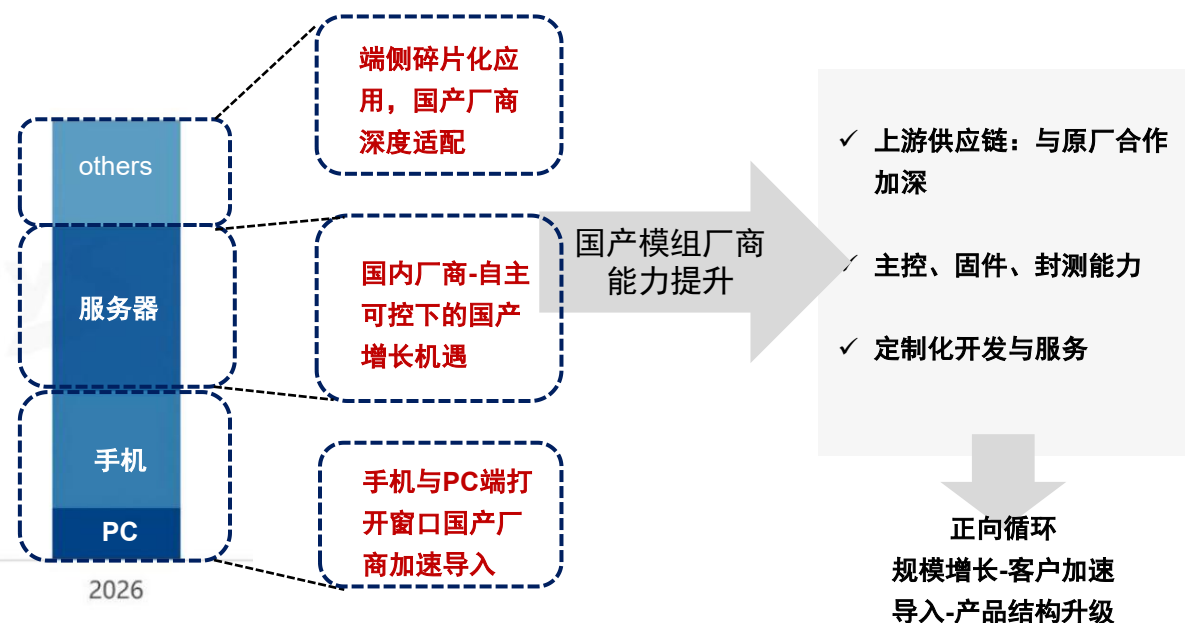 others
服务器
手机
PC
2026
端侧碎片化应
用，国产厂商
深度适配
国内厂商-自主
可控下的国产
增长机遇
手机与PC端打
开窗口国产厂
商加速导入
国产模组厂商
能力提升
✓ 上游供应链：与原厂合作
加深
✓ 主控、固件、封测能力
✓ 定制化开发与服务
正向循环
规模增长-客户加速
导入-产品结构升级